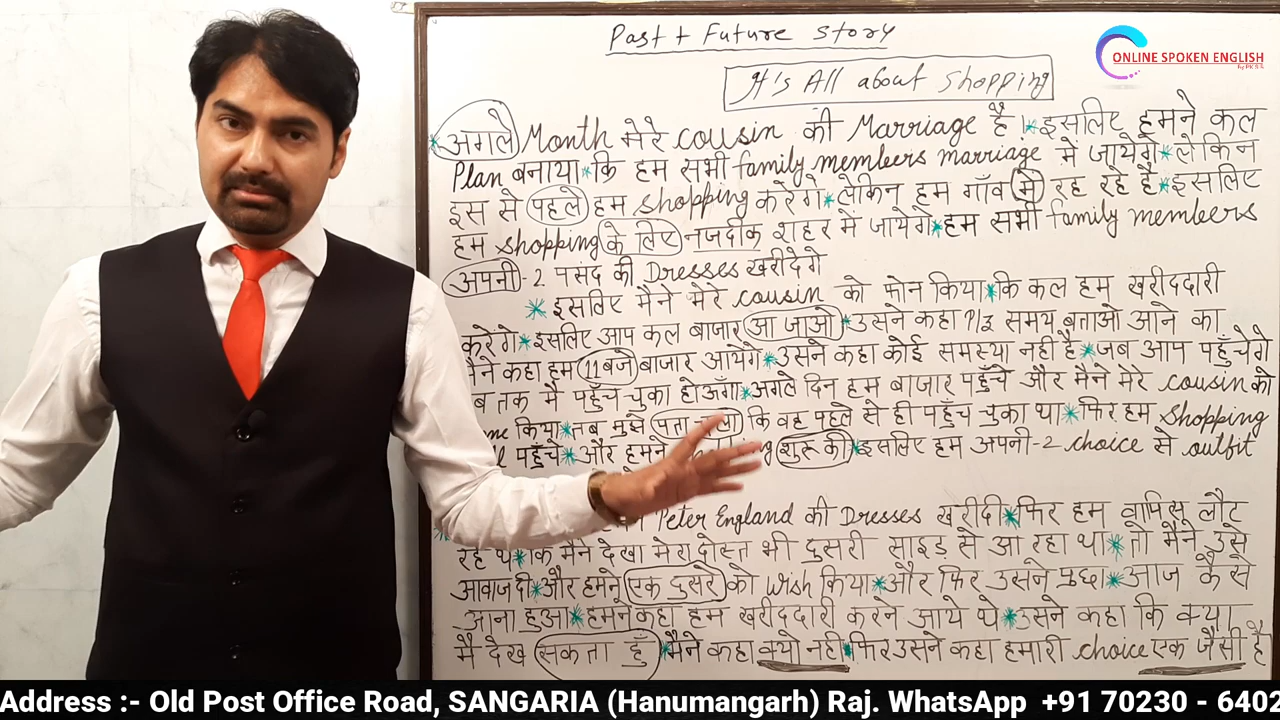 Past + Future Story
ONLINE SPOKEN ENGLISH
It's All about Shopping
* अगले Month मेरे cousin की Marriage है।*इसलिए हमने कल
Plan बनाया*कि हम सभी family members marriage में जायेंगे*लेकिन
इस से पहले हम shopping करेंगे*लेकिन हम गाँव में रह रहे है*इसलिए
हम shopping के लिए नजदीक शहर में जायेगे*हम सभी family members
अपनी-2 पसंद की Dresses खरीदेगे
* इसलिए मैने मेरे cousin को फोन किया*कि कल हम खरीददारी
करेगे*इसलिए आप कल बाजार आ जाओ*उसने कहा समय बताओ आने का
मैने कहा हम 11बजे बाजार आयेगे*उसने कहा कोई समस्या नही है*जब आप पहुँचेगे
ब तक मै पहुँच चुका होऊँगा*अगले दिन हम बाजार पहुँचे और मैने मेरे cousin को
किया*तब मुझे पता कि वह पहले से ही पहुँच चुका था*फिर हम shopping
पहुँचे*और हमने शुरू की*इसलिए हम अपनी-2 choice से outfit
Peter England की Dresses खरीदी*फिर हम वापिस लौट
रहे थे*कि मैने देखा मेरा दोस्त भी दुसरी साइड से आ रहा था*तो मैने उसे
आवाज दी*और हमने एक दुसरे को wish किया*और फिर उसने पुछा*आज कैसे
आना हुआ*हमने कहा हम खरीददारी करने आये थे*उसने कहा कि क्या
मै देख सकता हुँ*मैने कहा क्यो नही*फिर उसने कहा हमारी choice एक जैसी है
Address :- Old Post Office Road, SANGARIA (Hanumangarh) Raj. WhatsApp +91 70230 - 6402